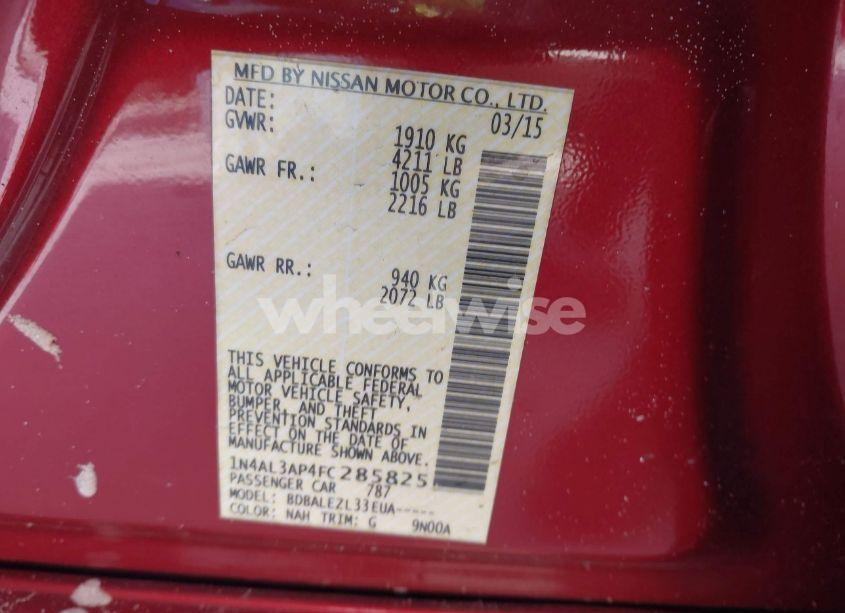 MFD BY NISSAN MOTOR CO., LTD.
DATE: 03/15
GVWR: 1910 KG
4211 LB
GAWR FR.: 1005 KG
2216 LB
GAWR RR.: 940 KG
2072 LB
wheelwise
THIS VEHICLE CONFORMS TO
ALL APPLICABLE FEDERAL
MOTOR VEHICLE SAFETY,
BUMPER, AND THEFT
PREVENTION STANDARDS IN
EFFECT ON THE DATE OF
MANUFACTURE SHOWN ABOVE.
1N4AL3AP4FC285825
PASSENGER CAR 787
MODEL: BDBALEZL33EUA-----
COLOR: NAH TRIM: G 9N00A